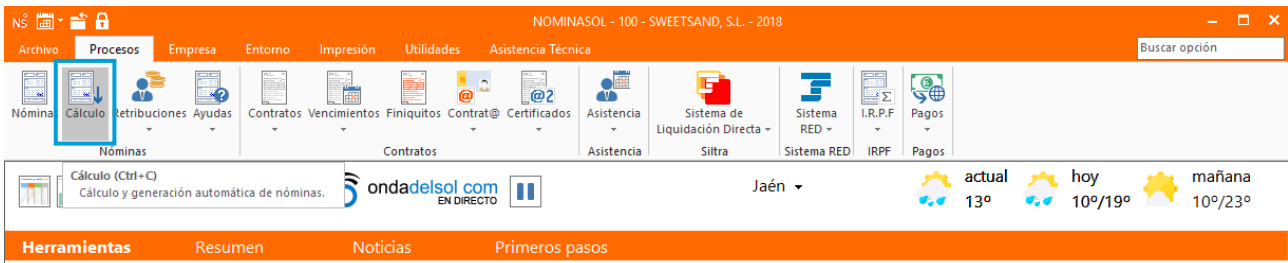 NOMINASOL - 100 - SWEETSAND, S.L. - 2018
Archivo Procesos Empresa Entorno Impresión Utilidades Asistencia Técnica Buscar opción
Nóminas Cálculo Retribuciones Ayudas Contratos Vencimientos Finiquitos Contrat@ Certificados Asistencia Sistema de Liquidación Directa Sistema RED I.R.P.F Pagos
Nóminas Contratos Asistencia Siltra Sistema RED IRPF Pagos
Cálculo (Ctrl+C)
Cálculo y generación automática de nóminas.
ondadelsol com
EN DIRECTO
Jaén
actual hoy mañana
13º 10º/19º 10º/23º
Herramientas Resumen Noticias Primeros pasos